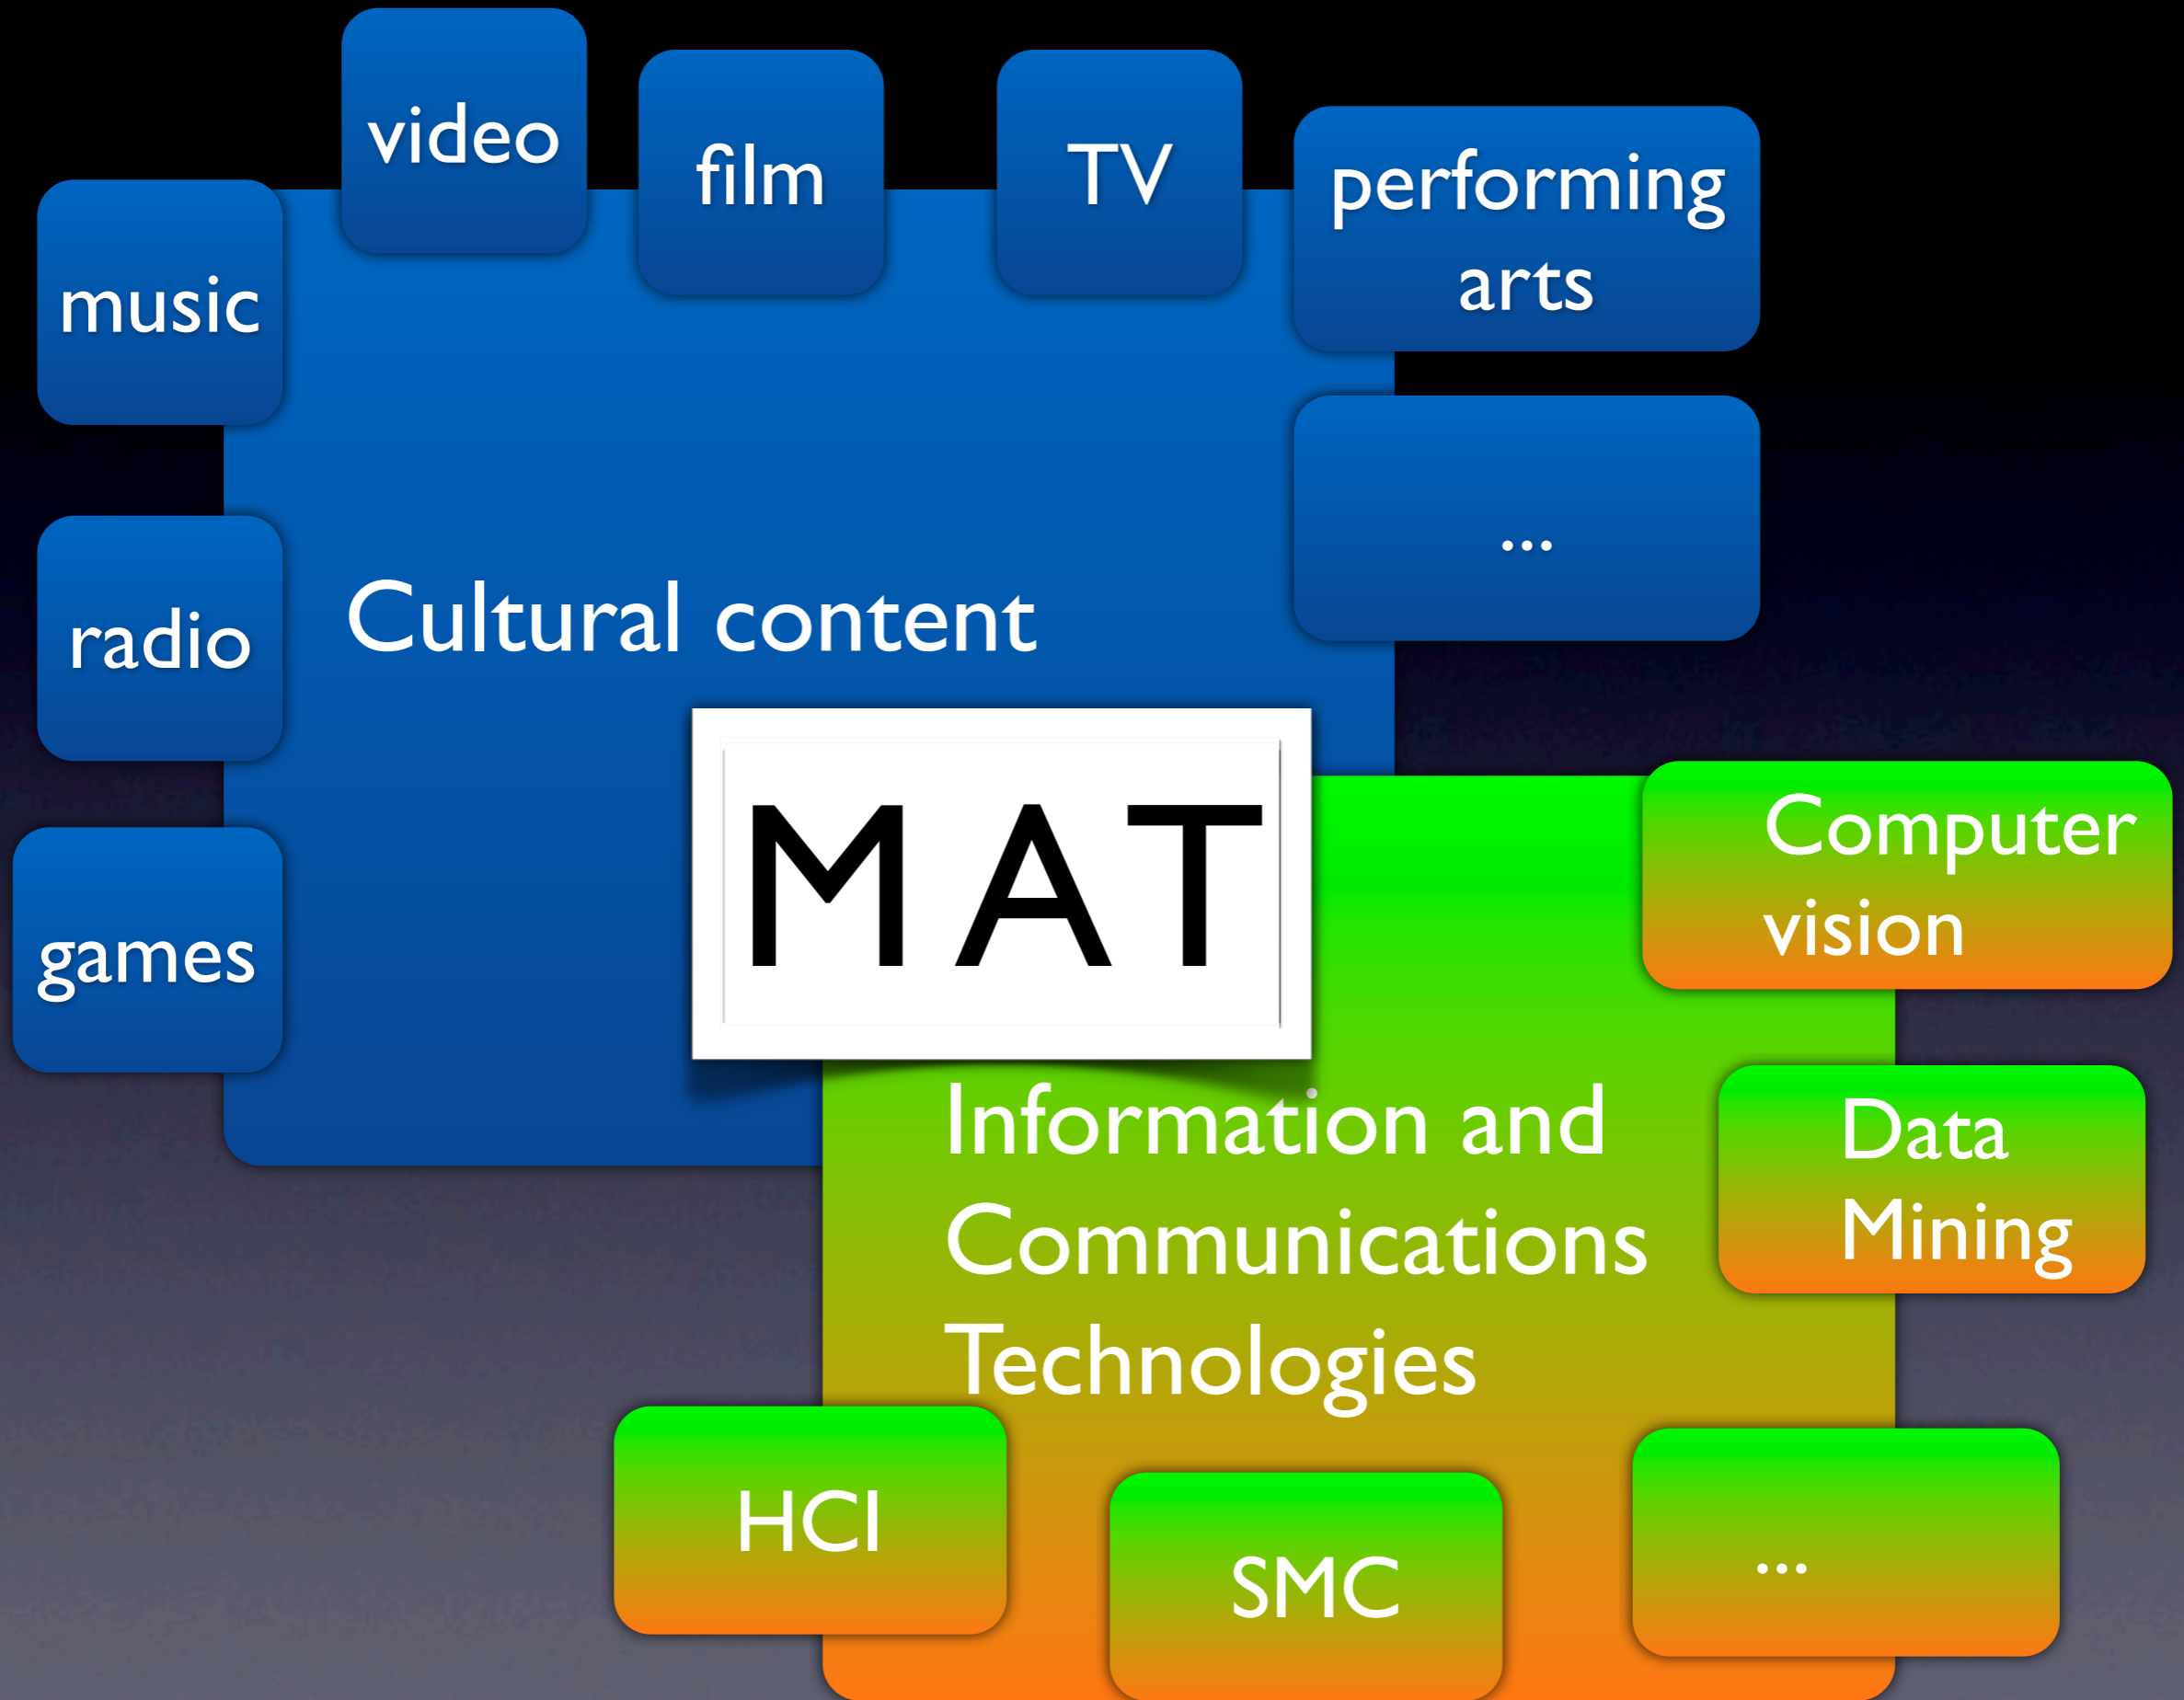 video
film
TV
performing
arts
music
...
radio
Cultural content
games
MAT
Computer
vision
Information and
Communications
Technologies
Data
Mining
HCI
SMC
...